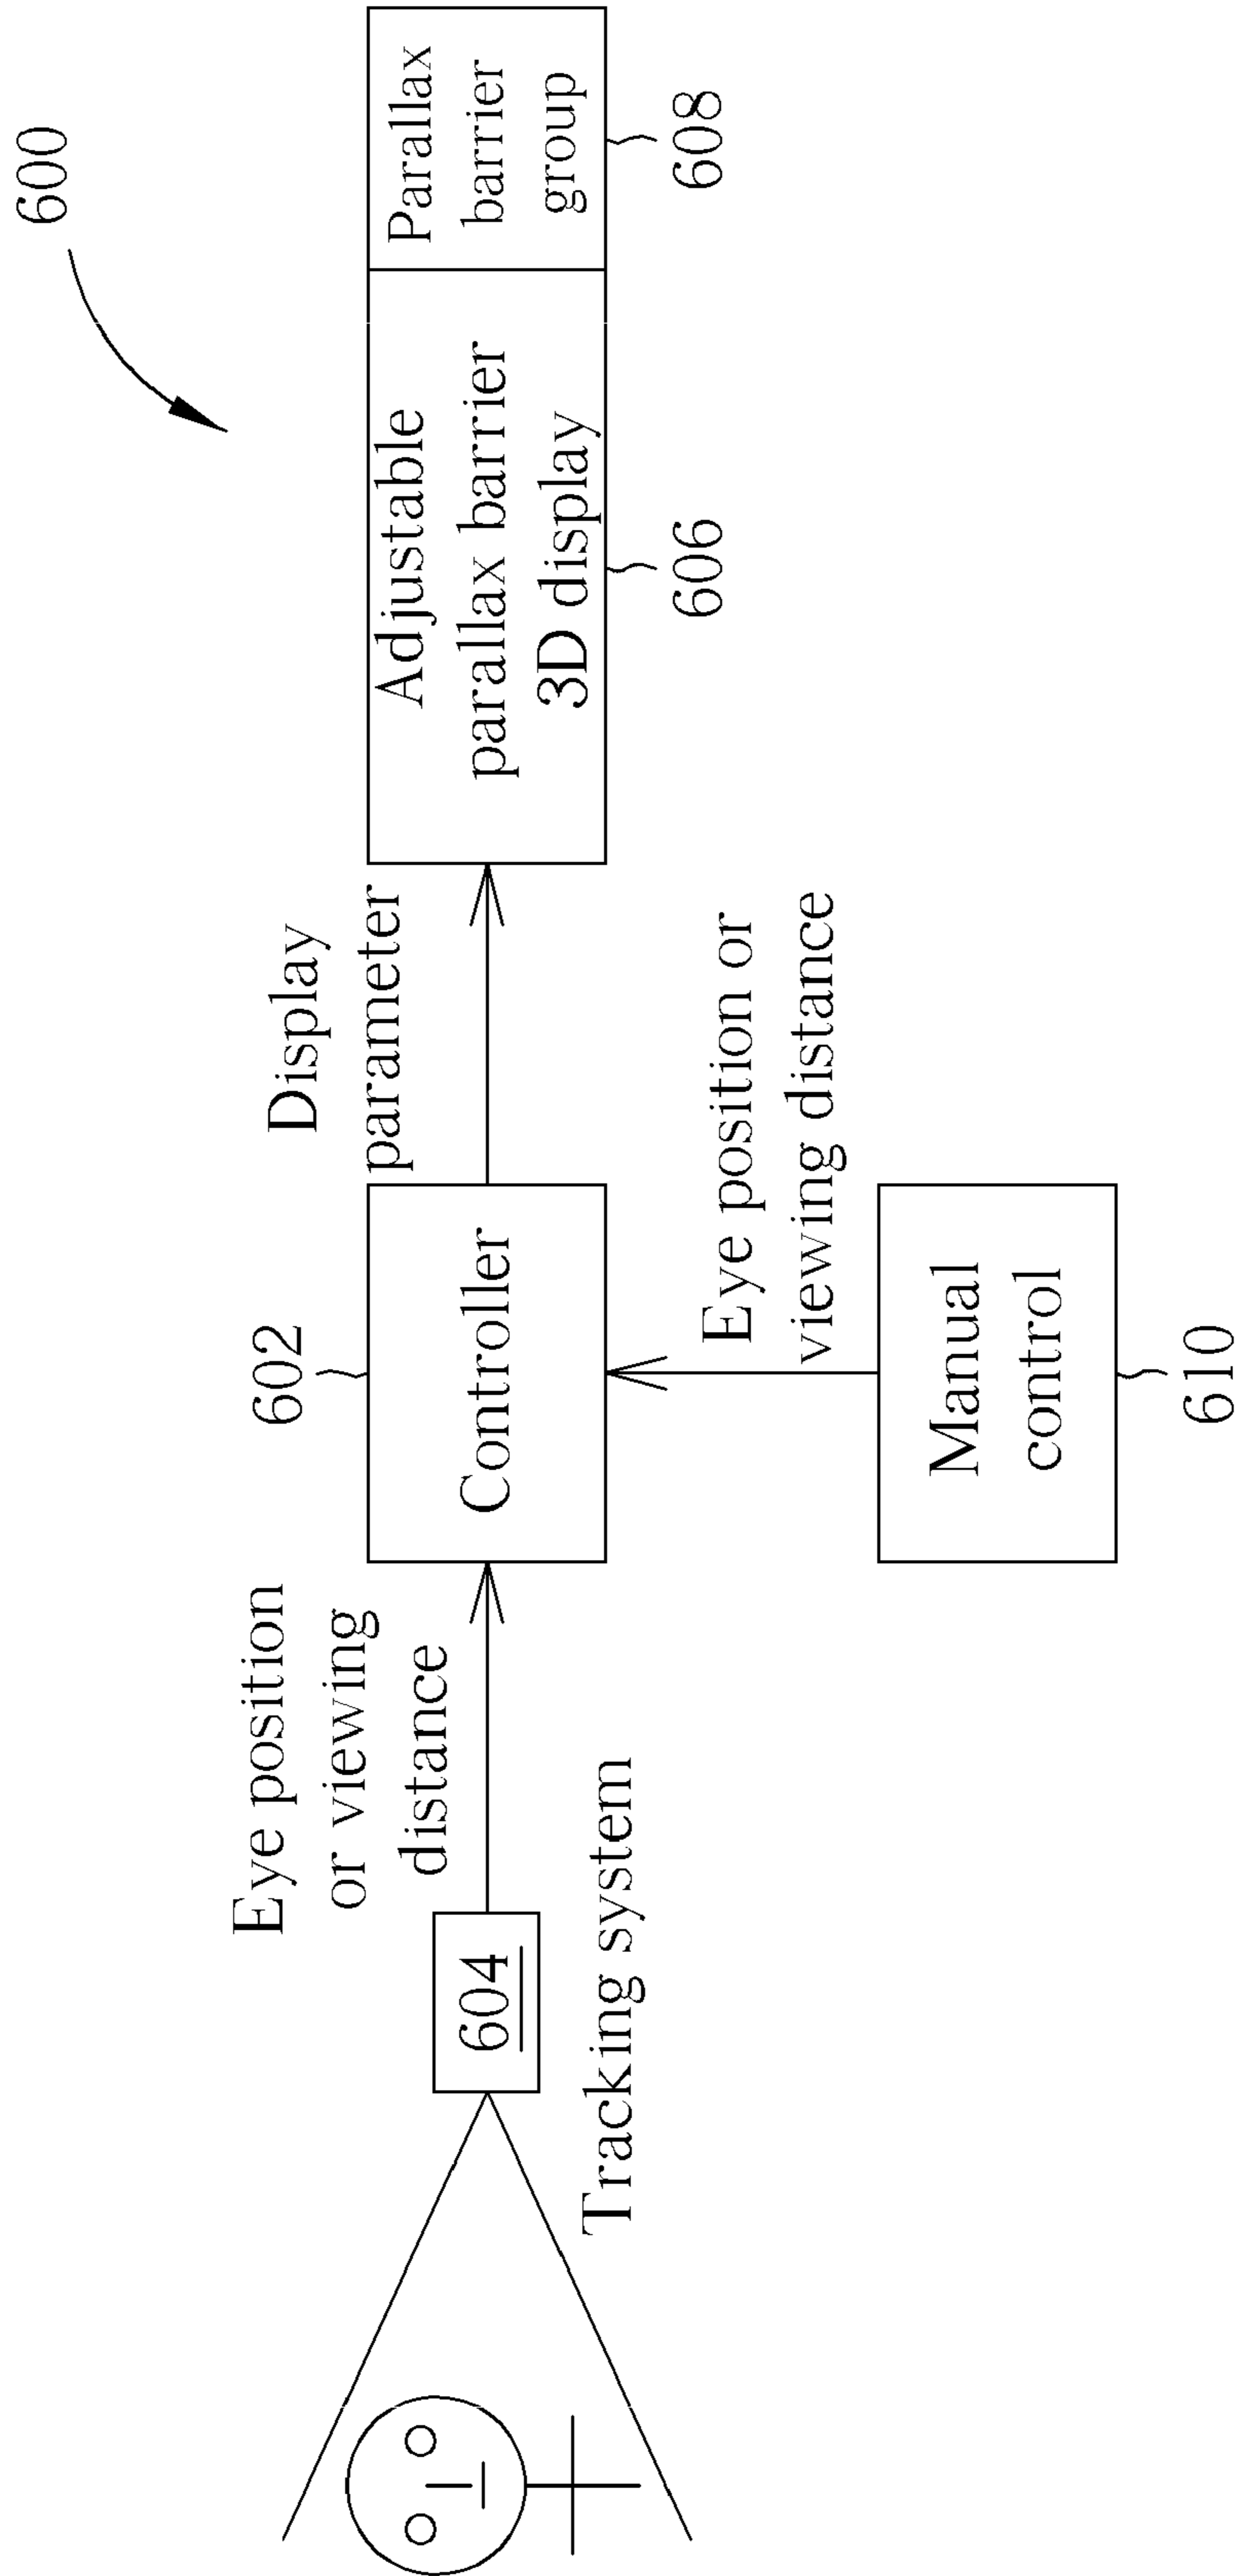 600
Eye position
or viewing
distance
602
Display
parameter
604
Tracking system
Controller
Adjustable
parallax barrier
3D display
Parallax
barrier
group
606
608
Eye position or
viewing distance
Manual
control
610